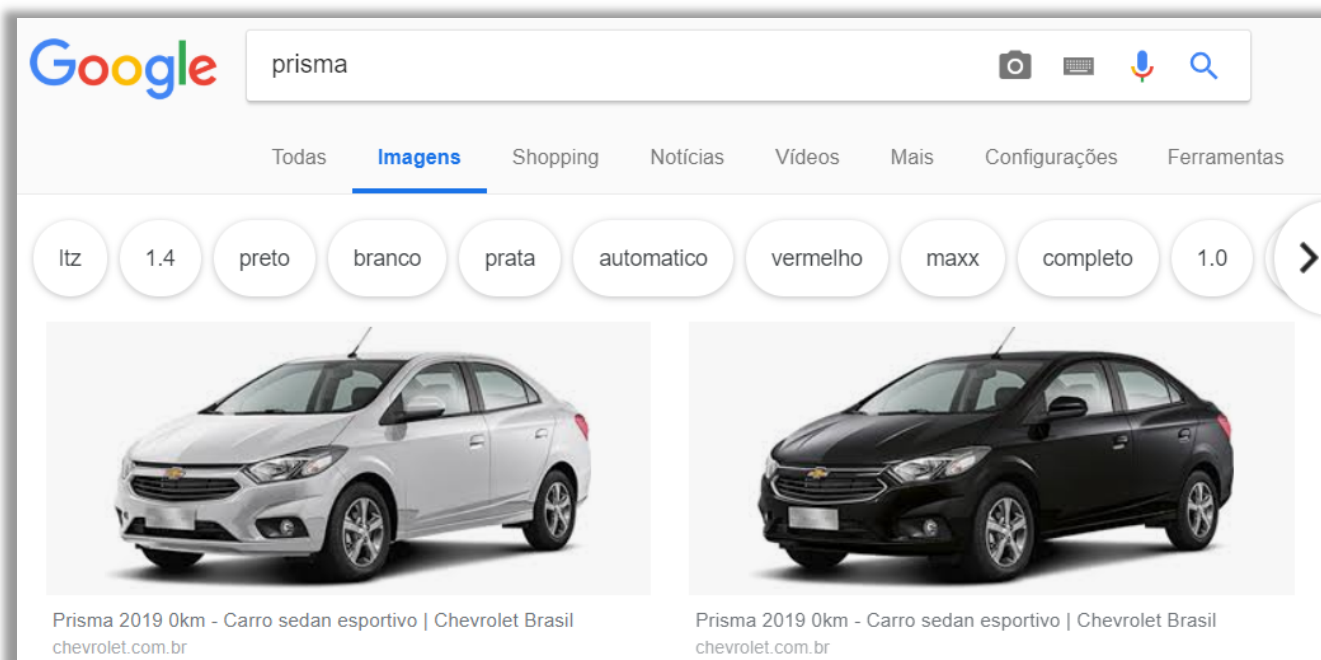 Google prisma
Todas Imagens Shopping Notícias Vídeos Mais Configurações Ferramentas
ltz 1.4 preto branco prata automatico vermelho maxx completo 1.0
Prisma 2019 0km - Carro sedan esportivo | Chevrolet Brasil
chevrolet.com.br
Prisma 2019 0km - Carro sedan esportivo | Chevrolet Brasil
chevrolet.com.br